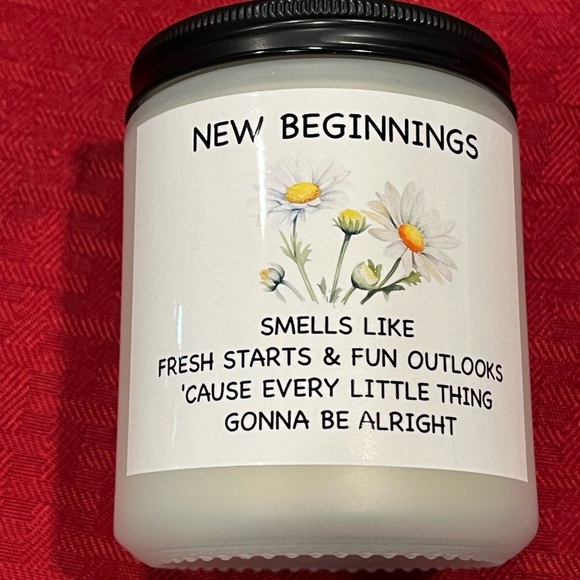 NEW BEGINNINGS
SMELLS LIKE
FRESH STARTS & FUN OUTLOOKS
'CAUSE EVERY LITTLE THING
GONNA BE ALRIGHT